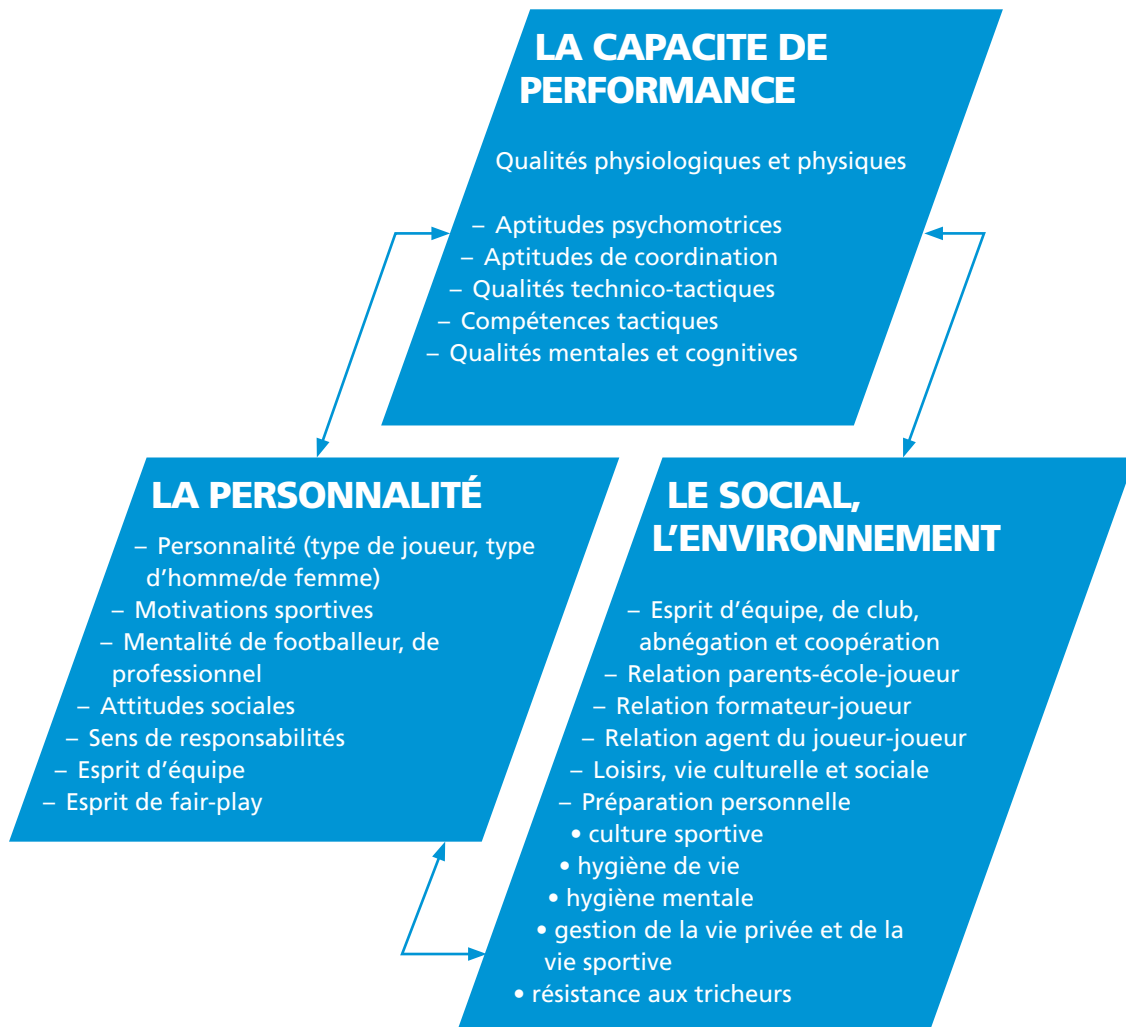 LA CAPACITE DE
PERFORMANCE
Qualités physiologiques et physiques
– Aptitudes psychomotrices
– Aptitudes de coordination
– Qualités technico-tactiques
– Compétences tactiques
– Qualités mentales et cognitives
LA PERSONNALITÉ
– Personnalité (type de joueur, type
d’homme/de femme)
– Motivations sportives
– Mentalité de footballeur, de
professionnel
– Attitudes sociales
– Sens de responsabilités
– Esprit d’équipe
– Esprit de fair-play
LE SOCIAL,
L’ENVIRONNEMENT
– Esprit d’équipe, de club,
abnégation et coopération
– Relation parents-école-joueur
– Relation formateur-joueur
– Relation agent du joueur-joueur
– Loisirs, vie culturelle et sociale
– Préparation personnelle
• culture sportive
• hygiène de vie
• hygiène mentale
• gestion de la vie privée et de la
vie sportive
• résistance aux tricheurs